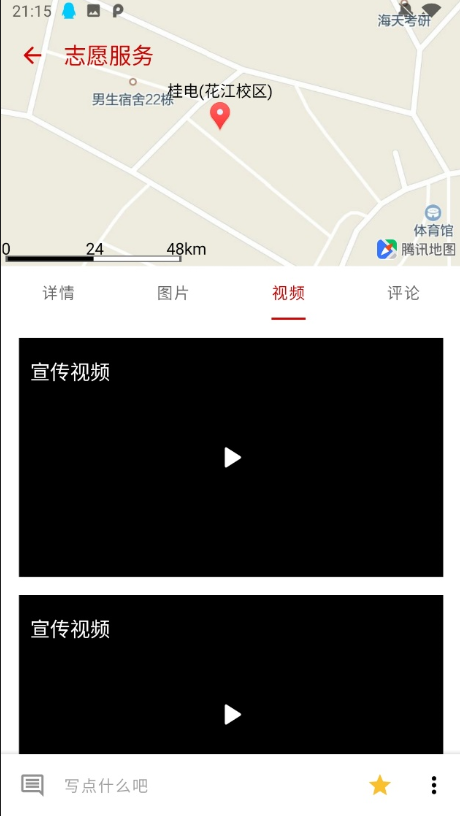 21:15
海天考研
志愿服务
桂电(花江校区)
男生宿舍22栋
体育馆
0 24 48km
腾讯地图
详情 图片 视频 评论
宣传视频
宣传视频
写点什么吧